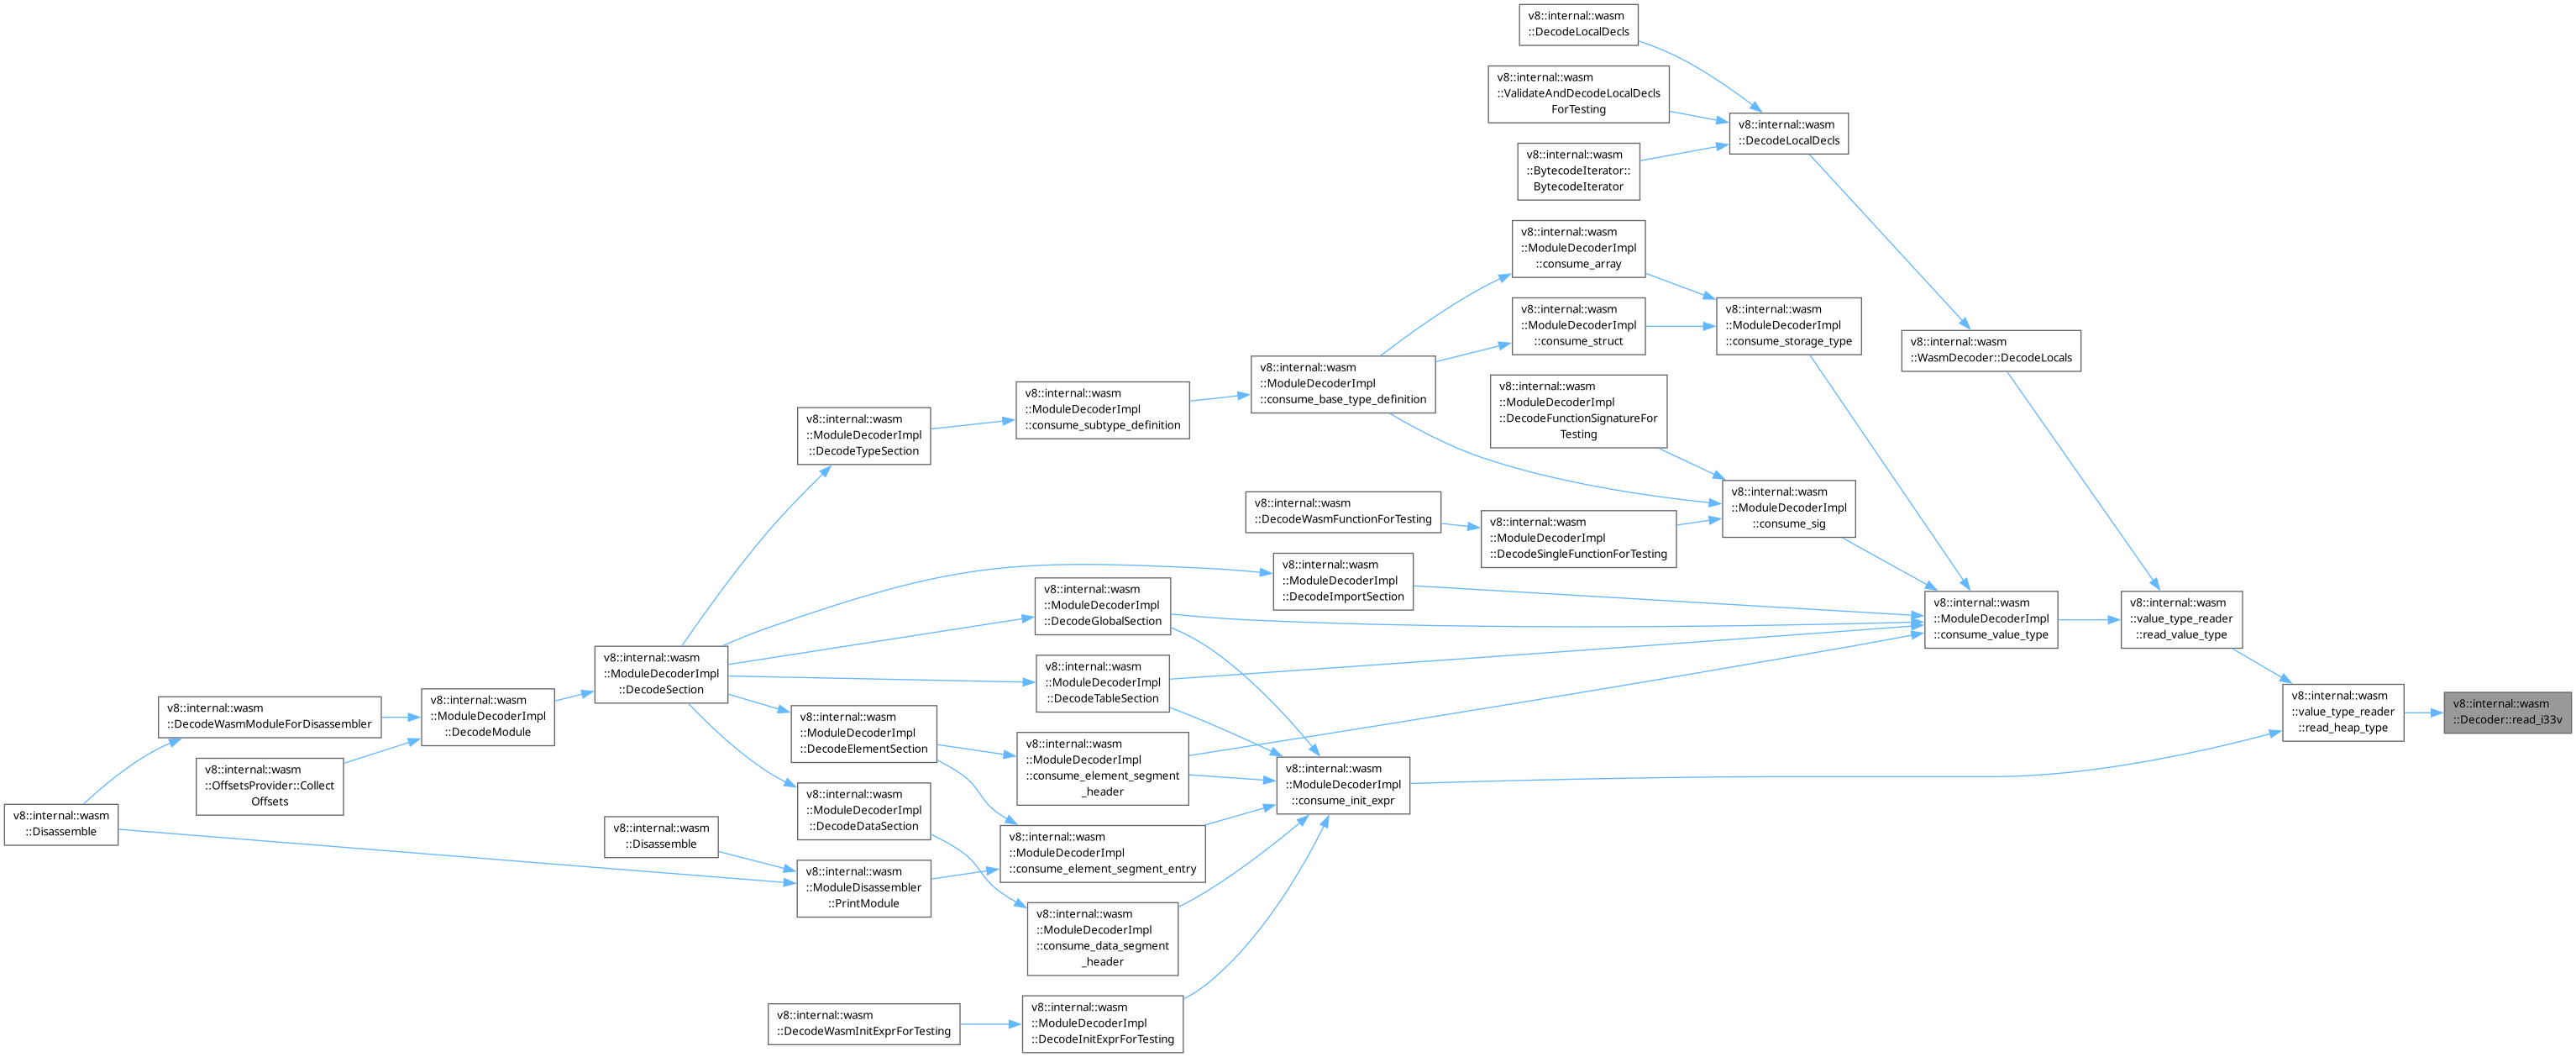 v8::internal::wasm
::DecodeLocalDecls
v8::internal::wasm
::ValidateAndDecodeLocalDecls
ForTesting
v8::internal::wasm
::DecodeLocalDecls
v8::internal::wasm
::BytecodeIterator::
BytecodeIterator
v8::internal::wasm
::ModuleDecoderImpl
::consume_array
v8::internal::wasm
::ModuleDecoderImpl
::consume_struct
v8::internal::wasm
::ModuleDecoderImpl
::consume_storage_type
v8::internal::wasm
::WasmDecoder::DecodeLocals
v8::internal::wasm
::ModuleDecoderImpl
::consume_base_type_definition
v8::internal::wasm
::ModuleDecoderImpl
::DecodeFunctionSignatureFor
Testing
v8::internal::wasm
::ModuleDecoderImpl
::consume_subtype_definition
v8::internal::wasm
::ModuleDecoderImpl
::DecodeTypeSection
v8::internal::wasm
::ModuleDecoderImpl
::consume_sig
v8::internal::wasm
::DecodeWasmFunctionForTesting
v8::internal::wasm
::ModuleDecoderImpl
::DecodeSingleFunctionForTesting
v8::internal::wasm
::ModuleDecoderImpl
::DecodeImportSection
v8::internal::wasm
::ModuleDecoderImpl
::DecodeGlobalSection
v8::internal::wasm
::ModuleDecoderImpl
::consume_value_type
v8::internal::wasm
::value_type_reader
::read_value_type
v8::internal::wasm
::ModuleDecoderImpl
::DecodeSection
v8::internal::wasm
::ModuleDecoderImpl
::DecodeTableSection
v8::internal::wasm
::value_type_reader
::read_heap_type
v8::internal::wasm
::Decoder::read_i33v
v8::internal::wasm
::DecodeWasmModuleForDisassembler
v8::internal::wasm
::ModuleDecoderImpl
::DecodeModule
v8::internal::wasm
::ModuleDecoderImpl
::DecodeElementSection
v8::internal::wasm
::ModuleDecoderImpl
::consume_element_segment
_header
v8::internal::wasm
::ModuleDecoderImpl
::consume_init_expr
v8::internal::wasm
::OffsetsProvider::Collect
Offsets
v8::internal::wasm
::ModuleDecoderImpl
::DecodeDataSection
v8::internal::wasm
::Disassemble
v8::internal::wasm
::Disassemble
v8::internal::wasm
::ModuleDecoderImpl
::consume_element_segment_entry
v8::internal::wasm
::ModuleDisassembler
::PrintModule
v8::internal::wasm
::ModuleDecoderImpl
::consume_data_segment
_header
v8::internal::wasm
::DecodeWasmInitExprForTesting
v8::internal::wasm
::ModuleDecoderImpl
::DecodeInitExprForTesting